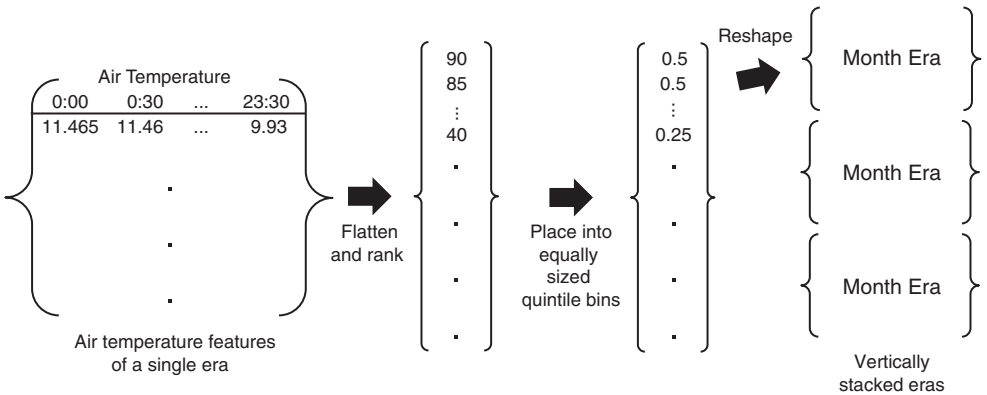 Air Temperature
0:00 0:30 ... 23:30
11.465 11.46 ... 9.93
Air temperature features
of a single era
Flatten
and rank
90
85
⋮
40
Place into
equally
sized
quintile bins
0.5
0.5
⋮
0.25
Reshape
Month Era
Month Era
Month Era
Vertically
stacked eras